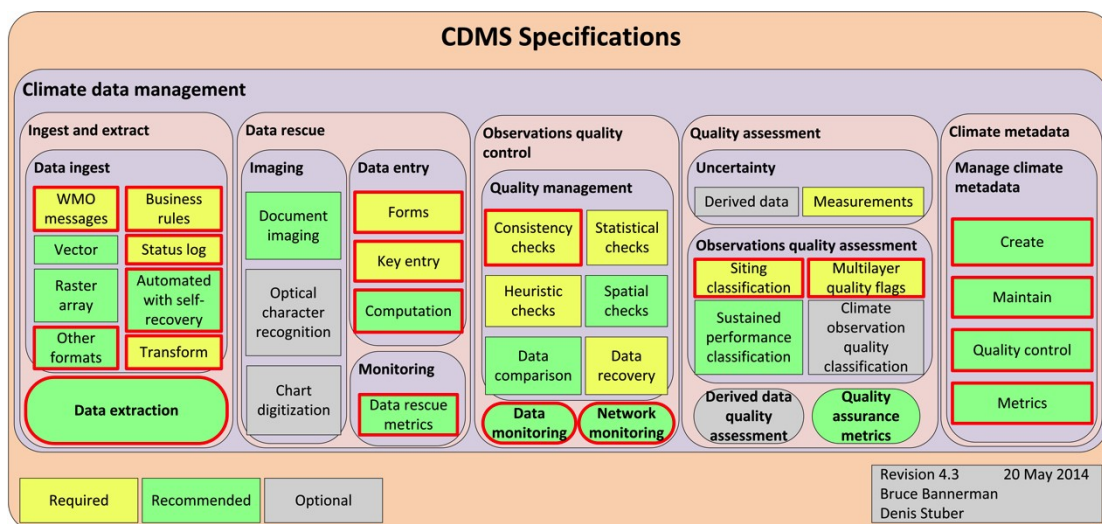 CDMS Specifications
Climate data management
Ingest and extract
Data ingest
WMO
messages
Business
rules
Vector
Status log
Raster
array
Automated
with self-
recovery
Other
formats
Transform
Data extraction
Data rescue
Imaging
Document
imaging
Optical
character
recognition
Chart
digitization
Data entry
Forms
Key entry
Computation
Monitoring
Data rescue
metrics
Observations quality
control
Quality management
Consistency
checks
Statistical
checks
Heuristic
checks
Spatial
checks
Data
comparison
Data
recovery
Data
monitoring
Network
monitoring
Quality assessment
Uncertainty
Derived data
Measurements
Observations quality assessment
Siting
classification
Multilayer
quality flags
Sustained
performance
classification
Climate
observation
quality
classification
Derived data
quality
assessment
Quality
assurance
metrics
Climate metadata
Manage climate
metadata
Create
Maintain
Quality control
Metrics
Required
Recommended
Optional
Revision 4.3 20 May 2014
Bruce Bannerman
Denis Stuber